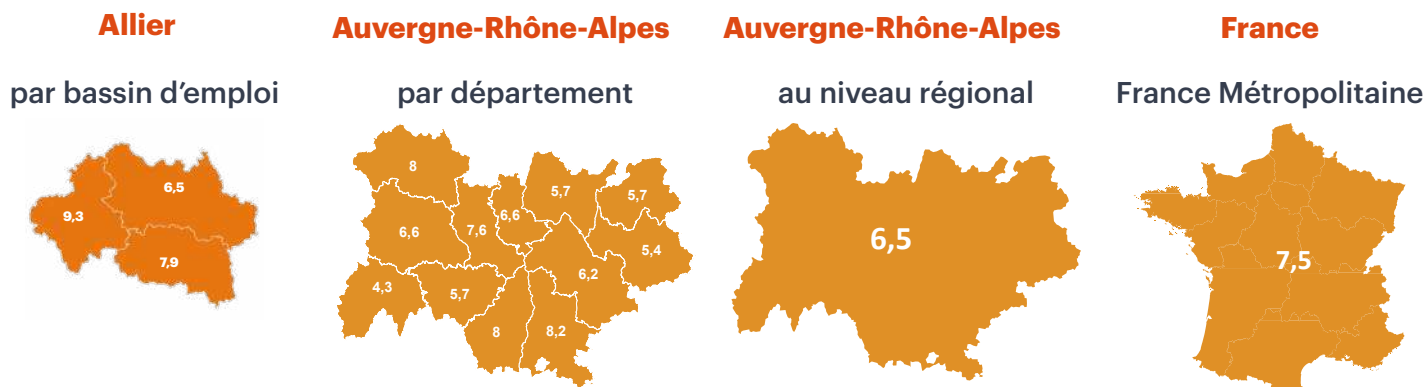 Allier
par bassin d'emploi
6,5
9,3
7,9
Auvergne-Rhône-Alpes
par département
8
5,7
5,7
6,6
7,6
6,6
5,4
6,2
4,3
5,7
8
8,2
Auvergne-Rhône-Alpes
au niveau régional
6,5
France
France Métropolitaine
7,5